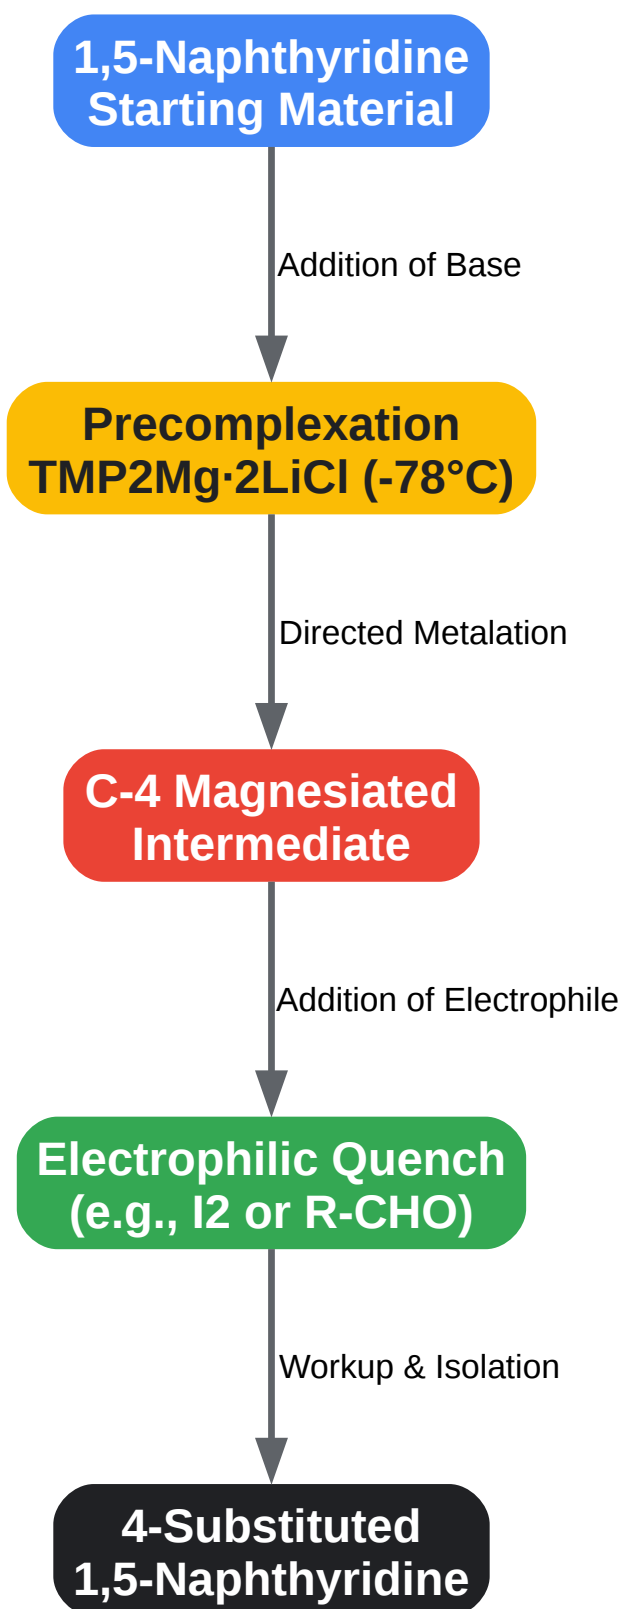 1,5-Naphthyridine
Starting Material
Addition of Base
Precomplexation
TMP2Mg·2LiCl (-78°C)
Directed Metalation
C-4 Magnesiated
Intermediate
Addition of Electrophile
Electrophilic Quench
(e.g., I2 or R-CHO)
Workup & Isolation
4-Substituted
1,5-Naphthyridine